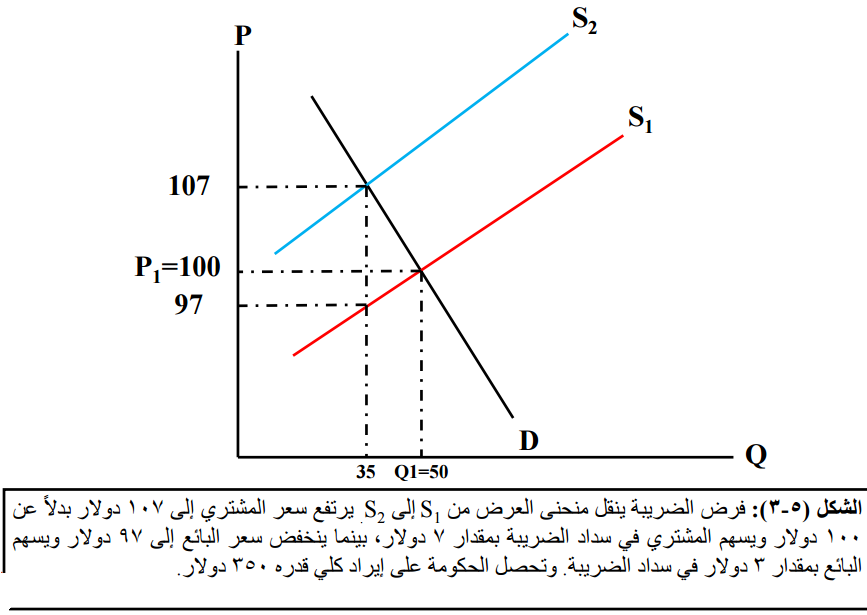 P
S₂
S₁
107
P₁=100
97
D
35
Q1=50
Q
الشكل (٥-٣): فرض الضريبة ينقل منحنى العرض من S₁ إلى S₂. يرتفع سعر المشتري إلى ١٠٧ دولار بدلاً عن
١٠٠ دولار ويسهم المشتري في سداد الضريبة بمقدار ٧ دولار، بينما ينخفض سعر البائع إلى ٩٧ دولار ويسهم
البائع بمقدار ٣ دولار في سداد الضريبة. وتحصل الحكومة على إيراد كلي قدره ٣٥٠ دولار.